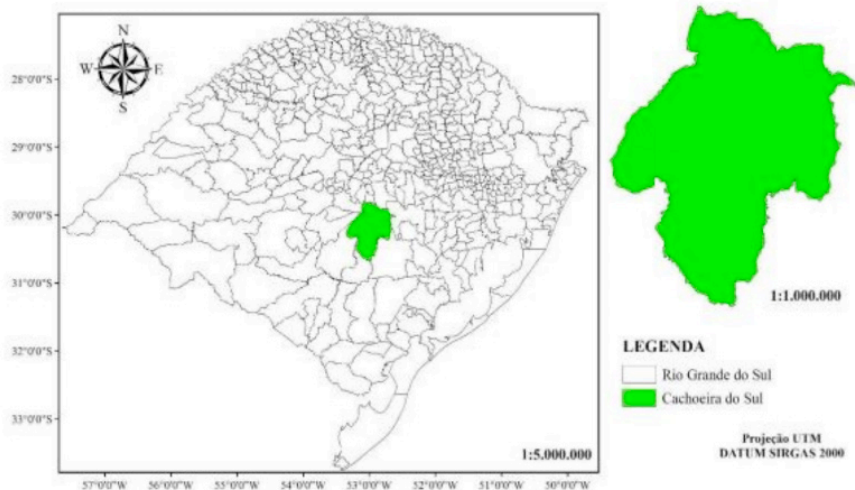 N
W E
S
28°0'0"S
29°0'0"S
30°0'0"S
31°0'0"S
32°0'0"S
33°0'0"S
1:5.000.000
57°0'0"W 56°0'0"W 55°0'0"W 54°0'0"W 53°0'0"W 52°0'0"W 51°0'0"W 50°0'0"W
1:1.000.000
LEGENDA
Rio Grande do Sul
Cachoeira do Sul
Projeção UTM
DATUM SIRGAS 2000